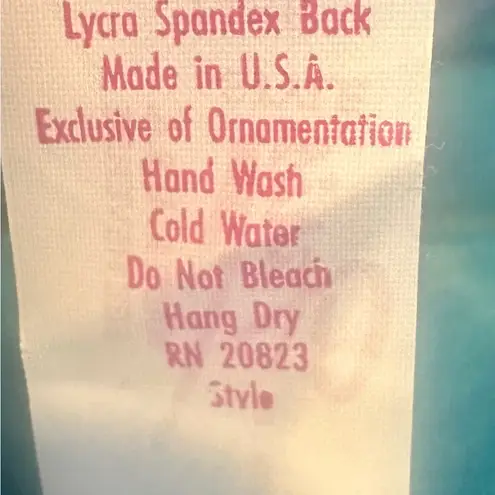 Lycra Spandex Back
Made in U.S.A.
Exclusive of Ornamentation
Hand Wash
Cold Water
Do Not Bleach
Hang Dry
RN 20823
Style